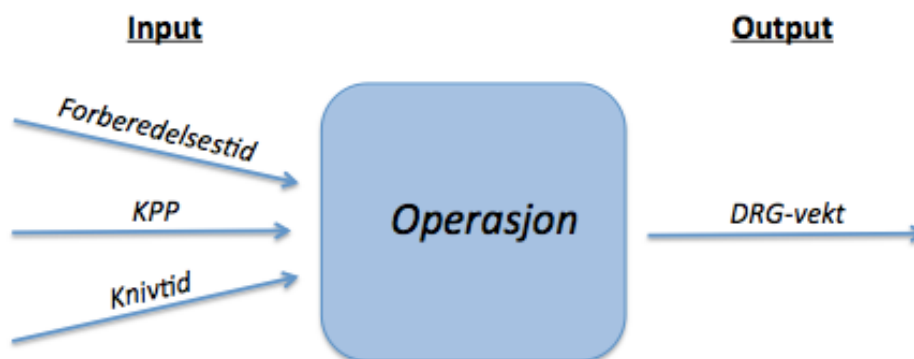 Input
Output
Forberedelsestid
KPP
Knivtid
Operasjon
DRG-vekt